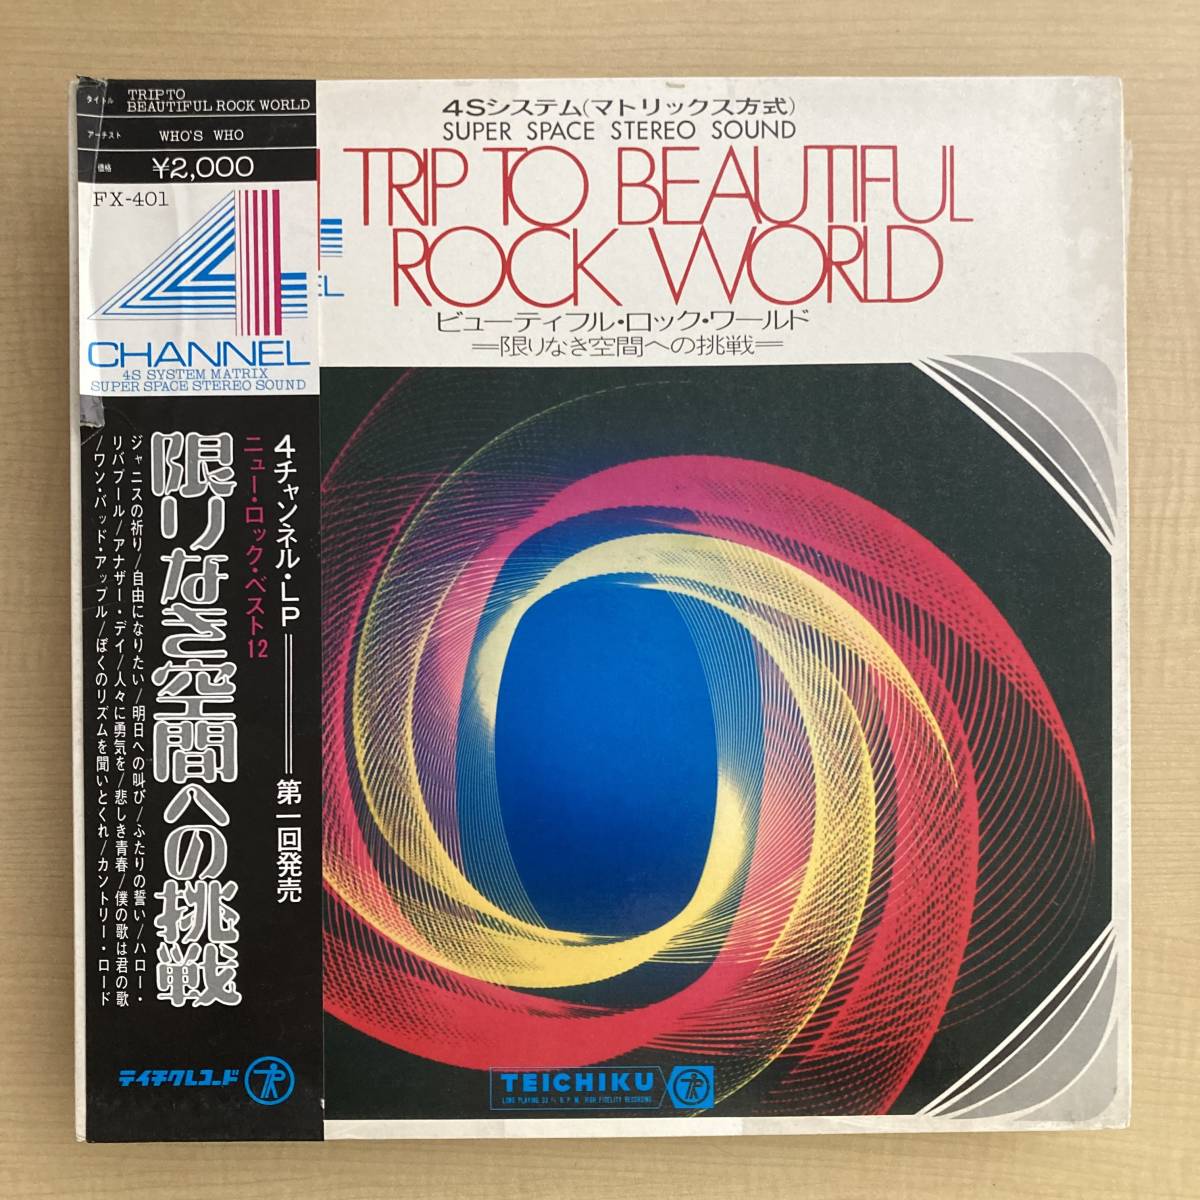 タイトル TRIP TO
BEAUTIFUL ROCK WORLD
アーチスト WHO'S WHO
価格 ¥2,000
FX-401
4
CHANNEL
4S SYSTEM MATRIX
SUPER SPACE STEREO SOUND
4チャンネル・LP 第一回発売
ニュー・ロック・ベスト12
限りなき空間への挑戦
ジャニスの祈り/自由になりたい/明日への叫び/ふたりの誓い/ハロー・
リバプール/アナザー・デイ/人々に勇気を/悲しき青春/僕の歌は君の歌
/ワン・バッド・アップル/ぼくのリズムを聞いとくれ/カントリー・ロード
テイチクレコード
4Sシステム(マトリックス方式)
SUPER SPACE STEREO SOUND
TRIP TO BEAUTIFUL
ROCK WORLD
EL
ビューティフル・ロック・ワールド
=限りなき空間への挑戦=
TEICHIKU
LONG PLAYING 33 ⅓ R.P.M. HIGH FIDELITY RECORDING